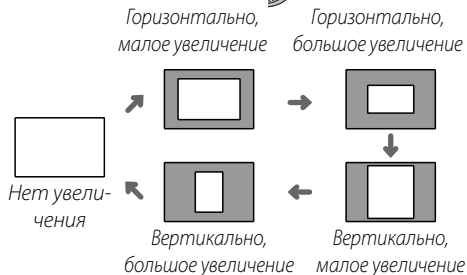 Горизонтально,
малое увеличение
Горизонтально,
большое увеличение
Нет увели-
чения
Вертикально,
большое увеличение
Вертикально,
малое увеличение